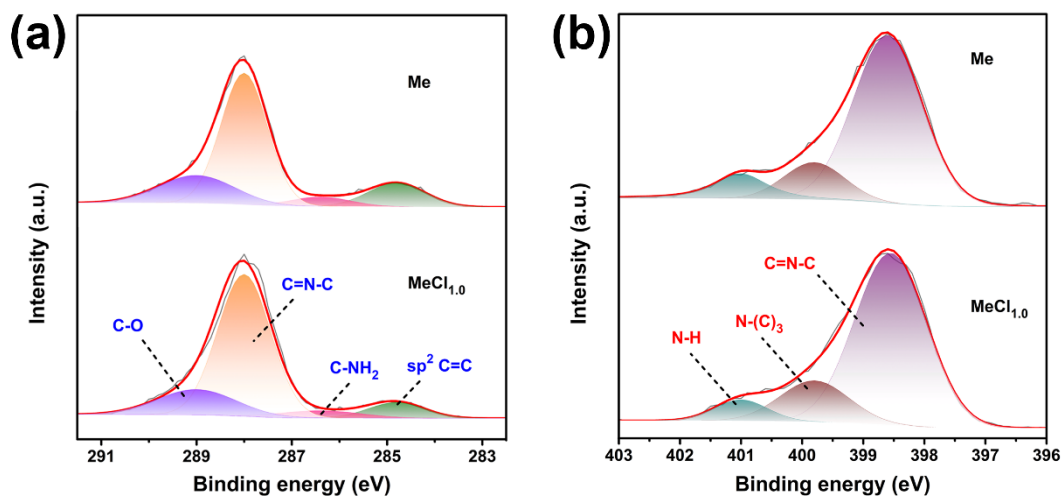 (a)
Me
MeCl1.0
C=N-C
C-O
C-NH2
sp2 C=C
Intensity (a.u.)
291 289 287 285 283
Binding energy (eV)
(b)
Me
C=N-C
MeCl1.0
N-(C)3
N-H
Intensity (a.u.)
403 402 401 400 399 398 397 396
Binding energy (eV)